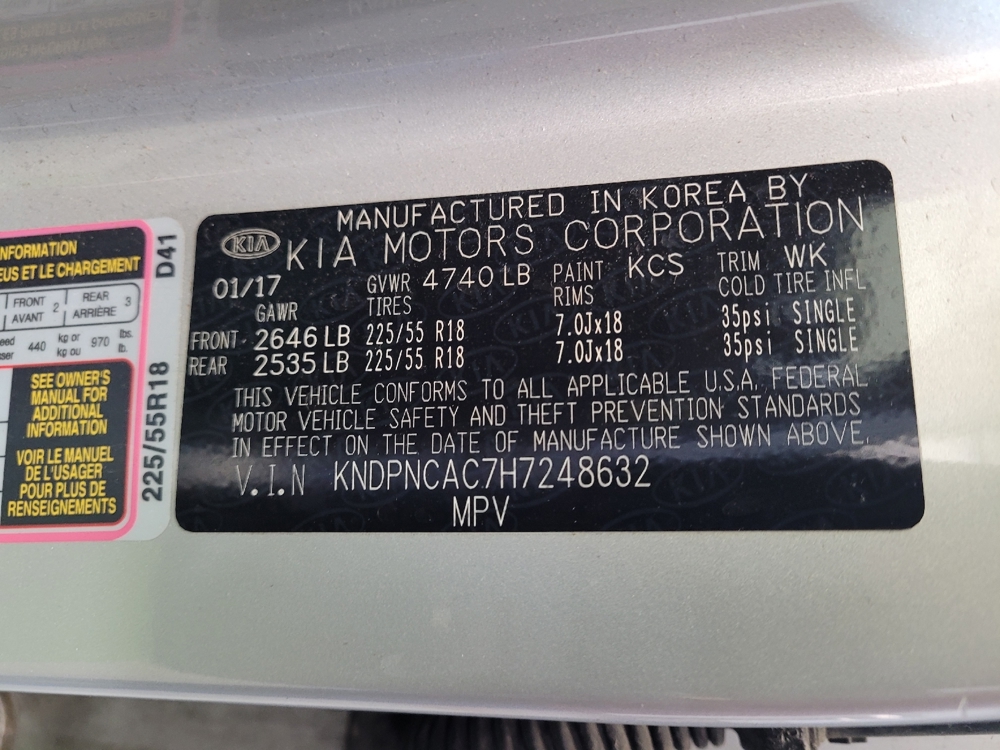 MANUFACTURED IN KOREA BY
KIA KIA MOTORS CORPORATION
01/17 GVWR 4740 LB PAINT KCS TRIM WK
GAWR TIRES RIMS COLD TIRE INFL
FRONT 2646 LB 225/55 R18 7.0Jx18 35psi SINGLE
REAR 2535 LB 225/55 R18 7.0Jx18 35psi SINGLE
THIS VEHICLE CONFORMS TO ALL APPLICABLE U.S.A. FEDERAL
MOTOR VEHICLE SAFETY AND THEFT PREVENTION STANDARDS
IN EFFECT ON THE DATE OF MANUFACTURE SHOWN ABOVE.
V.I.N KNDPNCAC7H7248632
MPV
NFORMATION
EUS ET LE CHARGEMENT
FRONT 2 REAR 3
AVANT ARRIÈRE
eed 440 kg or 970 lbs.
sser kg ou lb.
SEE OWNER'S
MANUAL FOR
ADDITIONAL
INFORMATION
VOIR LE MANUEL
DE L'USAGER
POUR PLUS DE
RENSEIGNEMENTS
225/55R18 D41